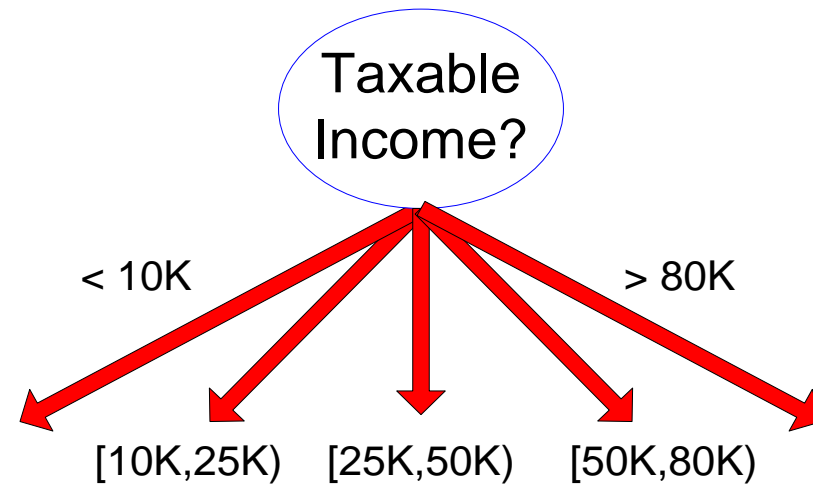 Taxable
Income?
< 10K
> 80K
[10K,25K)
[25K,50K)
[50K,80K)